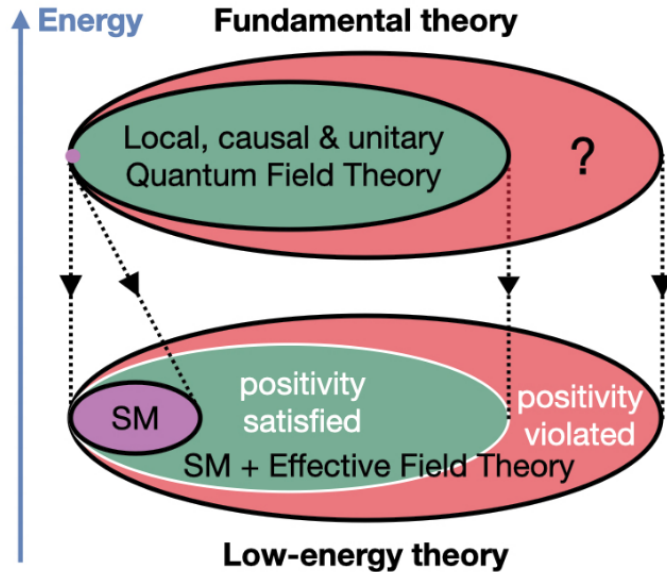 Energy
Fundamental theory
Local, causal & unitary
Quantum Field Theory
?
SM
positivity
satisfied
positivity
violated
SM + Effective Field Theory
Low-energy theory